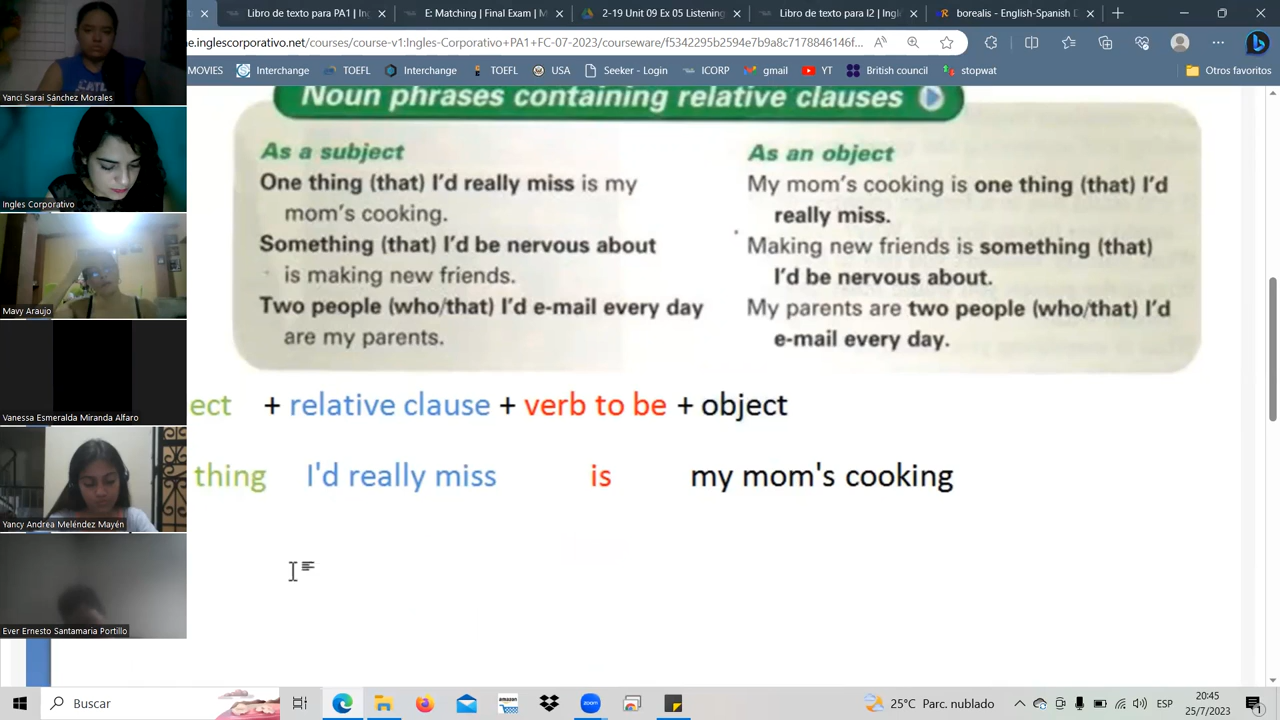 Libro de texto para PA1 | In
E: Matching | Final Exam | M
2-19 Unit 09 Ex 05 Listening
Libro de texto para I2 | Ingle
borealis - English-Spanish D
ne.inglescorporativo.net/courses/course-v1:Ingles-Corporativo+PA1+FC-07-2023/courseware/f5342295b2594e7b9a8c7178846146f...
MOVIES Interchange TOEFL Interchange TOEFL USA Seeker - Login ICORP gmail YT British council stopwat Otros favoritos
Noun phrases containing relative clauses
As a subject
One thing (that) I'd really miss is my
mom's cooking.
Something (that) I'd be nervous about
is making new friends.
Two people (who/that) I'd e-mail every day
are my parents.
As an object
My mom's cooking is one thing (that) I'd
really miss.
Making new friends is something (that)
I'd be nervous about.
My parents are two people (who/that) I'd
e-mail every day.
ect + relative clause + verb to be + object
thing I'd really miss is my mom's cooking
Yanci Sarai Sánchez Morales
Ingles Corporativo
Mavy Araujo
Vanessa Esmeralda Miranda Alfaro
Yancy Andrea Meléndez Mayén
Ever Ernesto Santamaria Portillo
Buscar
amazon
zoom
25°C Parc. nublado
ESP
20:45
25/7/2023
1